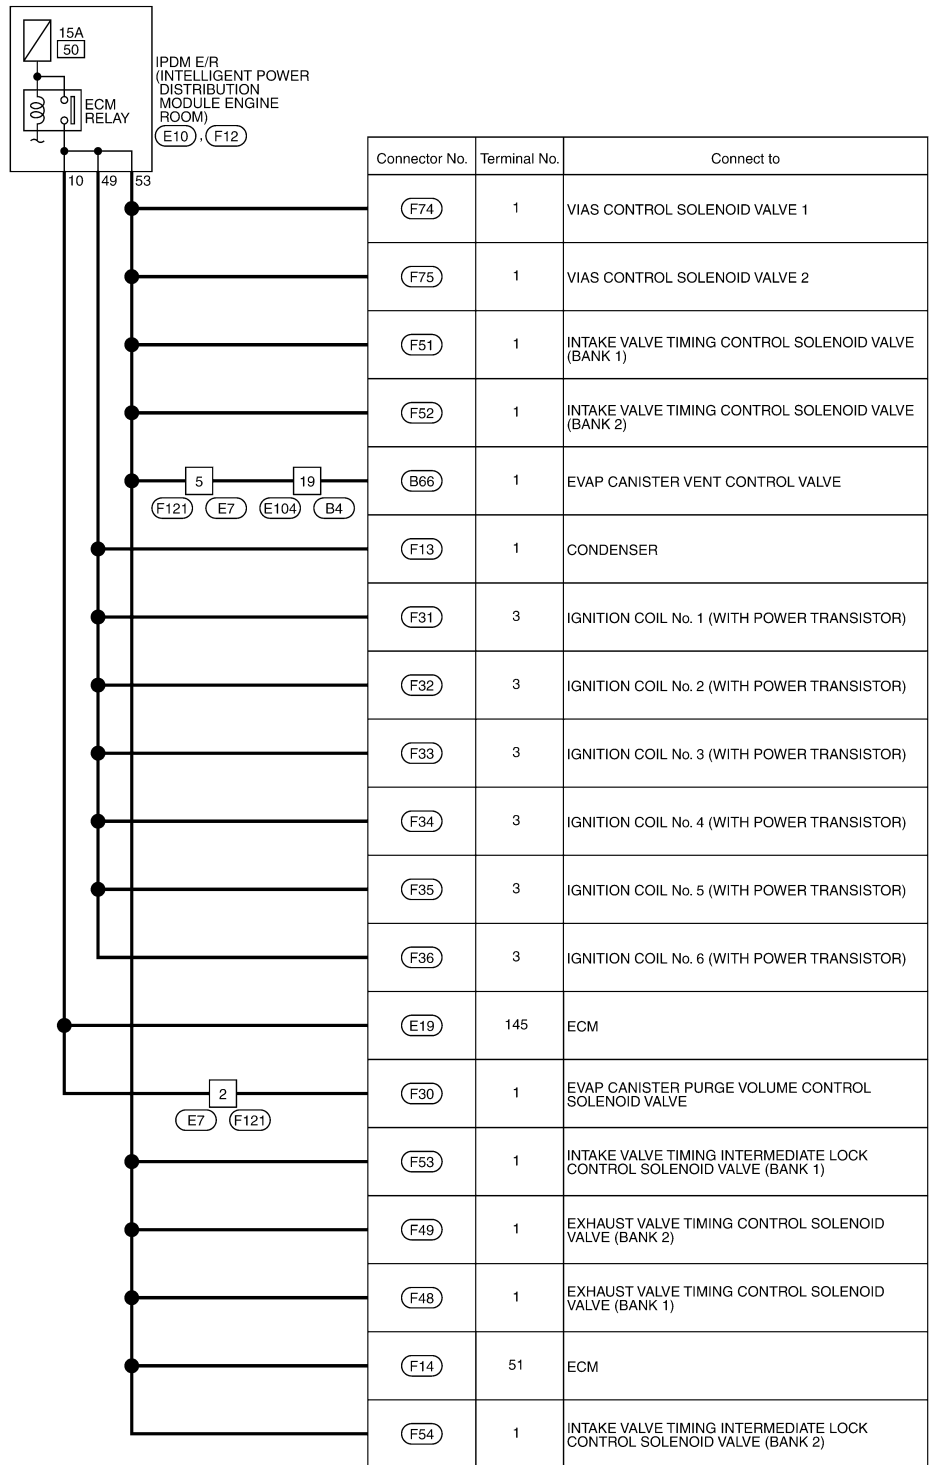 15A
50
ECM
RELAY
IPDM E/R
(INTELLIGENT POWER
DISTRIBUTION
MODULE ENGINE
ROOM)
E10 , F12
10 49 53
Connector No. Terminal No. Connect to
F74 1 VIAS CONTROL SOLENOID VALVE 1
F75 1 VIAS CONTROL SOLENOID VALVE 2
F51 1 INTAKE VALVE TIMING CONTROL SOLENOID VALVE
(BANK 1)
F52 1 INTAKE VALVE TIMING CONTROL SOLENOID VALVE
(BANK 2)
5 19 B66 1 EVAP CANISTER VENT CONTROL VALVE
F121 E7 E104 B4
F13 1 CONDENSER
F31 3 IGNITION COIL No. 1 (WITH POWER TRANSISTOR)
F32 3 IGNITION COIL No. 2 (WITH POWER TRANSISTOR)
F33 3 IGNITION COIL No. 3 (WITH POWER TRANSISTOR)
F34 3 IGNITION COIL No. 4 (WITH POWER TRANSISTOR)
F35 3 IGNITION COIL No. 5 (WITH POWER TRANSISTOR)
F36 3 IGNITION COIL No. 6 (WITH POWER TRANSISTOR)
E19 145 ECM
2 F30 1 EVAP CANISTER PURGE VOLUME CONTROL
SOLENOID VALVE
E7 F121
F53 1 INTAKE VALVE TIMING INTERMEDIATE LOCK
CONTROL SOLENOID VALVE (BANK 1)
F49 1 EXHAUST VALVE TIMING CONTROL SOLENOID
VALVE (BANK 2)
F48 1 EXHAUST VALVE TIMING CONTROL SOLENOID
VALVE (BANK 1)
F14 51 ECM
F54 1 INTAKE VALVE TIMING INTERMEDIATE LOCK
CONTROL SOLENOID VALVE (BANK 2)